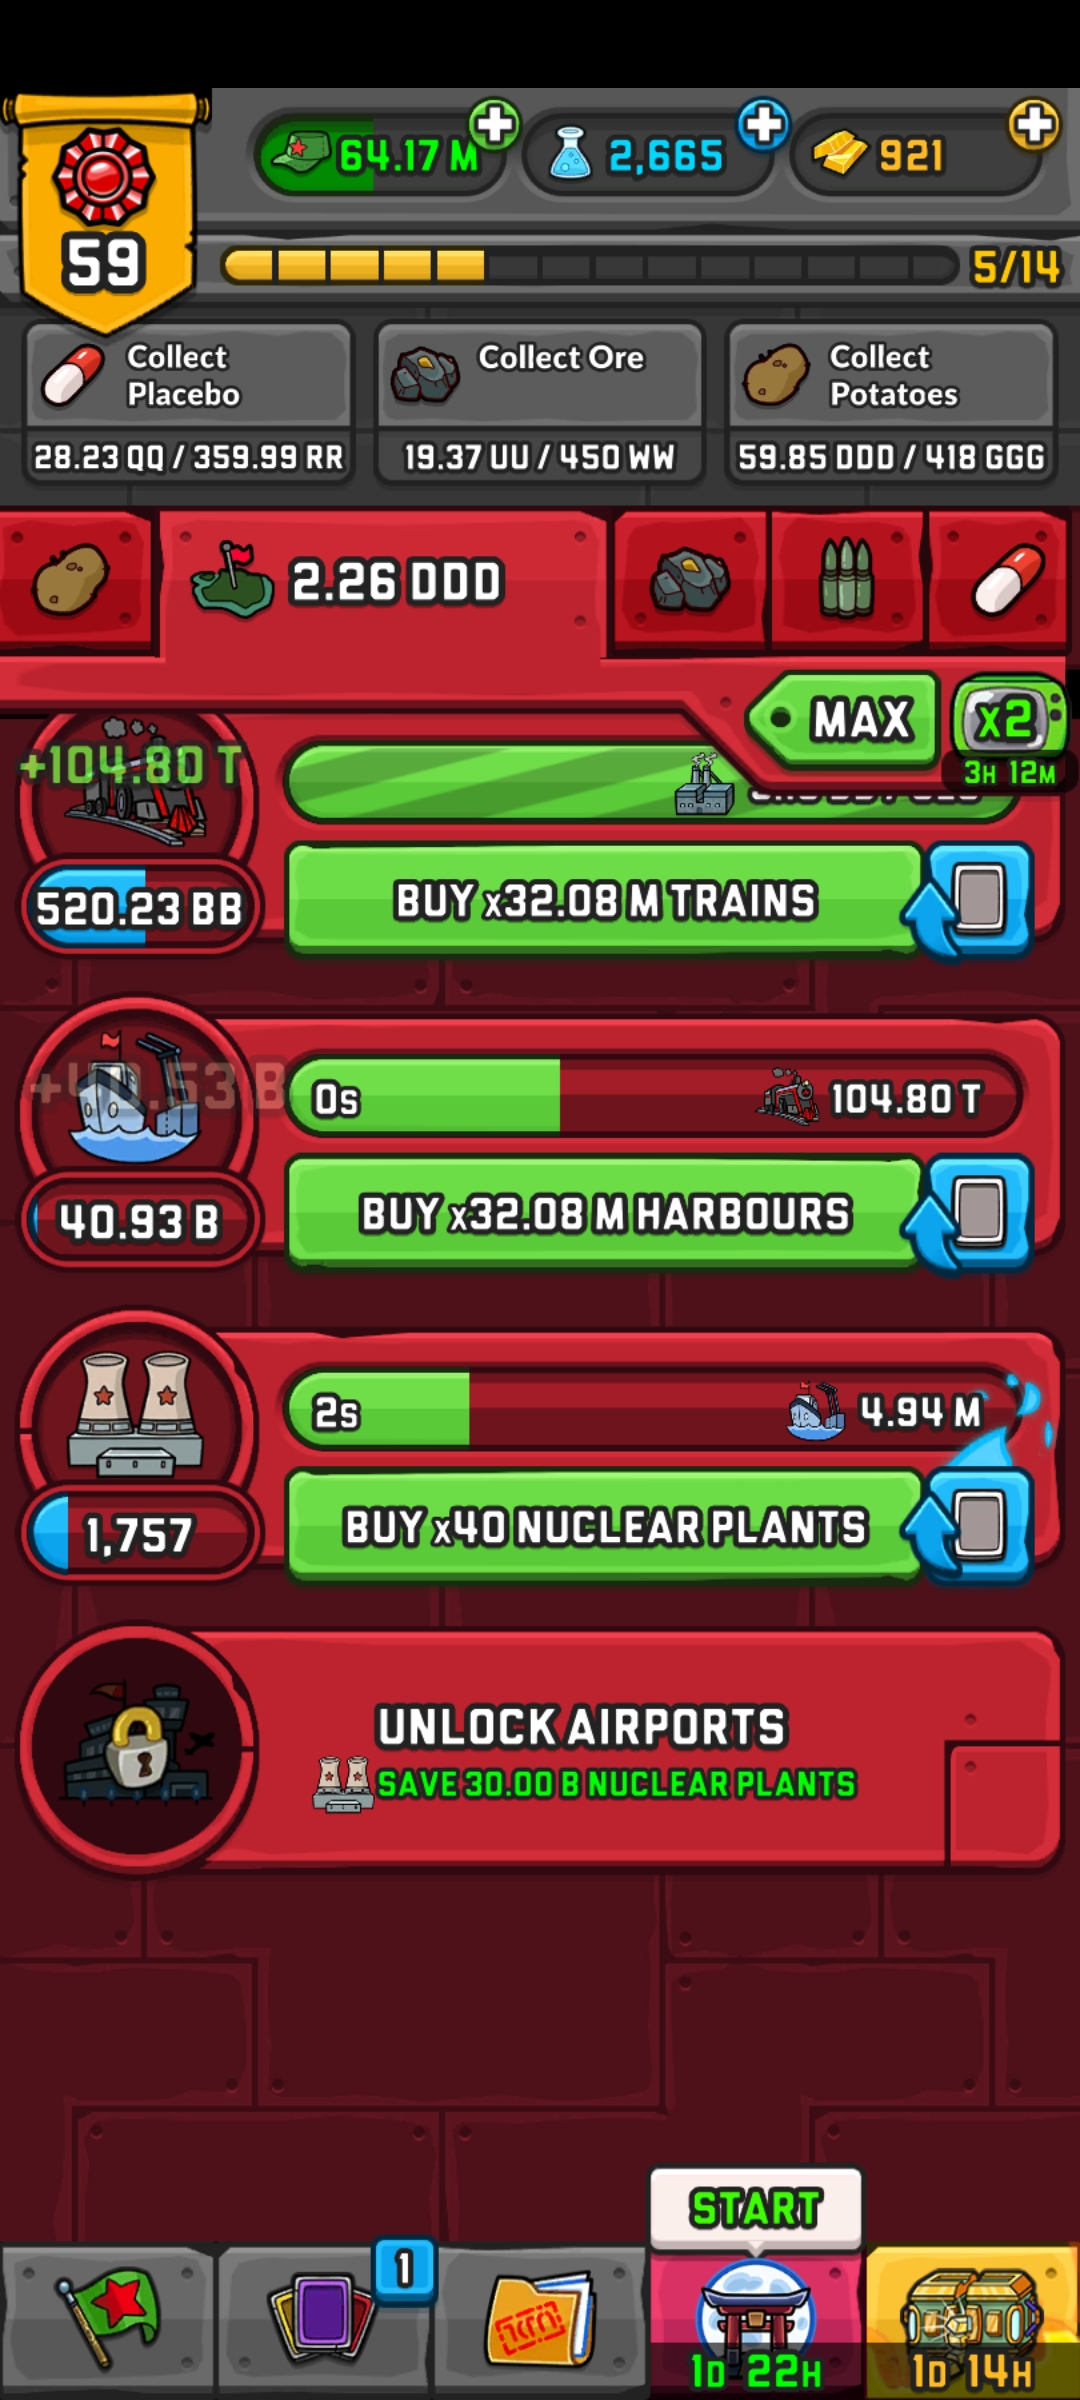 64.17 M
2,665
921
59
5/14
Collect
Placebo
28.23 QQ / 359.99 RR
Collect Ore
19.37 UU / 450 WW
Collect
Potatoes
59.85 DDD / 418 GGG
2.26 DDD
MAX
x2
3H 12M
+104.80 T
520.23 BB
BUY x32.08 M TRAINS
0s
104.80 T
40.93 B
BUY x32.08 M HARBOURS
2s
4.94 M
1,757
BUY x40 NUCLEAR PLANTS
UNLOCK AIRPORTS
SAVE 30.00 B NUCLEAR PLANTS
START
1
1D 22H
1D 14H